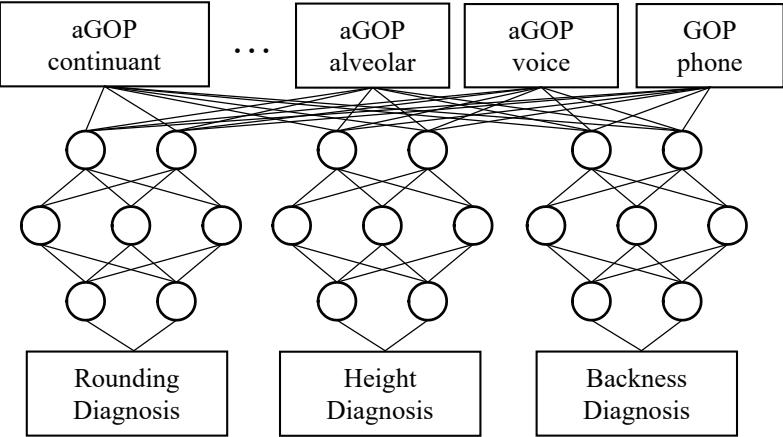 aGOP
continuant
...
aGOP
alveolar
aGOP
voice
GOP
phone
Rounding
Diagnosis
Height
Diagnosis
Backness
Diagnosis